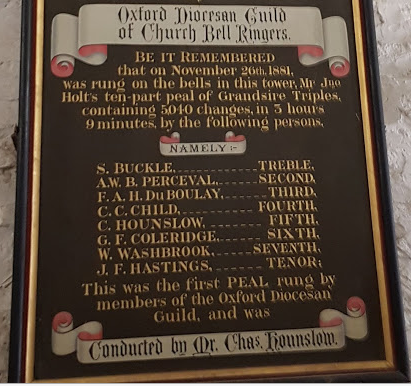 Oxford Diocesan Guild
of Church Bell Ringers.
BE IT REMEMBERED
that on November 26th, 1881,
was rung on the bells in this tower, Mr Jno
Holt's ten-part peal of Grandsire Triples,
containing 5040 changes, in 3 hours
9 minutes, by the following persons,
NAMELY :-
S. BUCKLE, TREBLE,
A.W. B. PERCEVAL, SECOND,
F. A. H. DU BOULAY, THIRD,
C. C. CHILD, FOURTH,
C. HOUNSLOW, FIFTH,
G. F. COLERIDGE, SIXTH,
W. WASHBROOK, SEVENTH,
J. F. HASTINGS, TENOR;
This was the first PEAL rung by
members of the Oxford Diocesan
Guild, and was
Conducted by Mr. Chas. Hounslow.